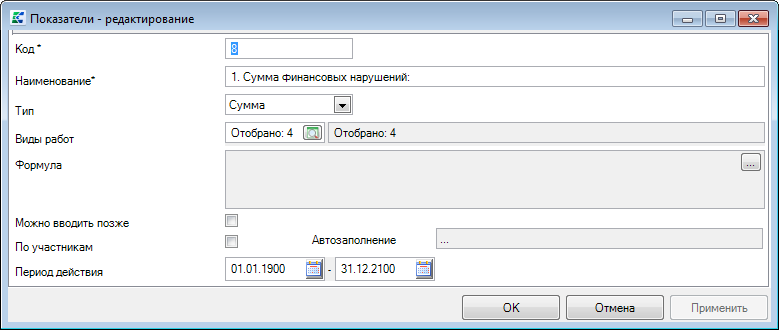 Показатели - редактирование
Код *
8
Наименование*
1. Сумма финансовых нарушений:
Тип
Сумма
Виды работ
Отобрано: 4
Отобрано: 4
Формула
...
Можно вводить позже
По участникам
Автозаполнение
...
Период действия
01.01.1900
-
31.12.2100
OK
Отмена
Применить